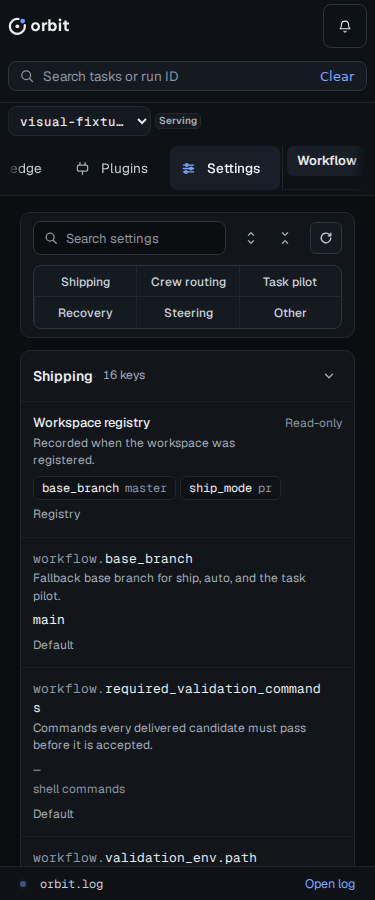 orbit
Search tasks or run ID Clear
visual-fixtu… Serving
edge Plugins Settings Workflow
Search settings
Shipping Crew routing Task pilot
Recovery Steering Other
Shipping 16 keys
Workspace registry Read-only
Recorded when the workspace was
registered.
base_branch master ship_mode pr
Registry
workflow.base_branch
Fallback base branch for ship, auto, and the task
pilot.
main
Default
workflow.required_validation_command
s
Commands every delivered candidate must pass
before it is accepted.
—
shell commands
Default
workflow.validation_env.path
orbit.log Open log